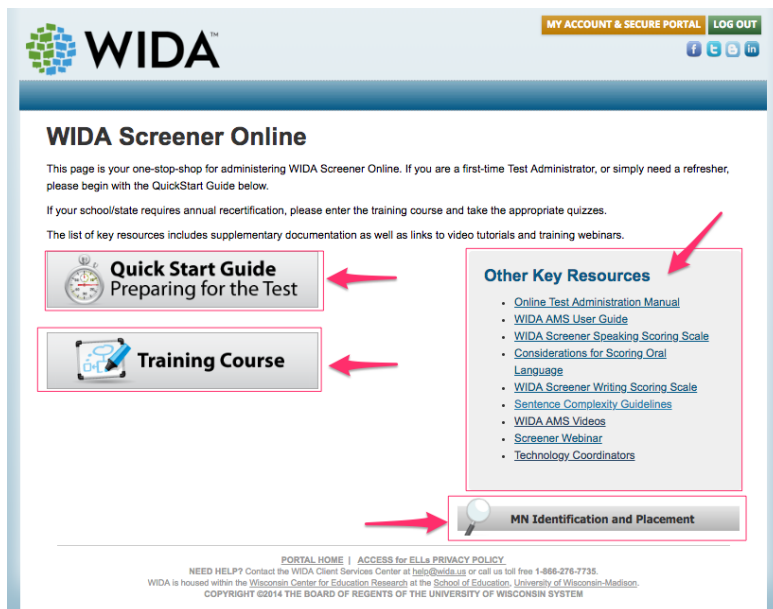 MY ACCOUNT & SECURE PORTAL LOG OUT
WIDA™
WIDA Screener Online
This page is your one-stop-shop for administering WIDA Screener Online. If you are a first-time Test Administrator, or simply need a refresher,
please begin with the QuickStart Guide below.
If your school/state requires annual recertification, please enter the training course and take the appropriate quizzes.
The list of key resources includes supplementary documentation as well as links to video tutorials and training webinars.
Quick Start Guide
Preparing for the Test
Training Course
Other Key Resources
Online Test Administration Manual
WIDA AMS User Guide
WIDA Screener Speaking Scoring Scale
Considerations for Scoring Oral
Language
WIDA Screener Writing Scoring Scale
Sentence Complexity Guidelines
WIDA AMS Videos
Screener Webinar
Technology Coordinators
MN Identification and Placement
PORTAL HOME | ACCESS for ELLs PRIVACY POLICY
NEED HELP? Contact the WIDA Client Services Center at help@wida.us or call us toll free 1-866-276-7735.
WIDA is housed within the Wisconsin Center for Education Research at the School of Education, University of Wisconsin-Madison.
COPYRIGHT ©2014 THE BOARD OF REGENTS OF THE UNIVERSITY OF WISCONSIN SYSTEM